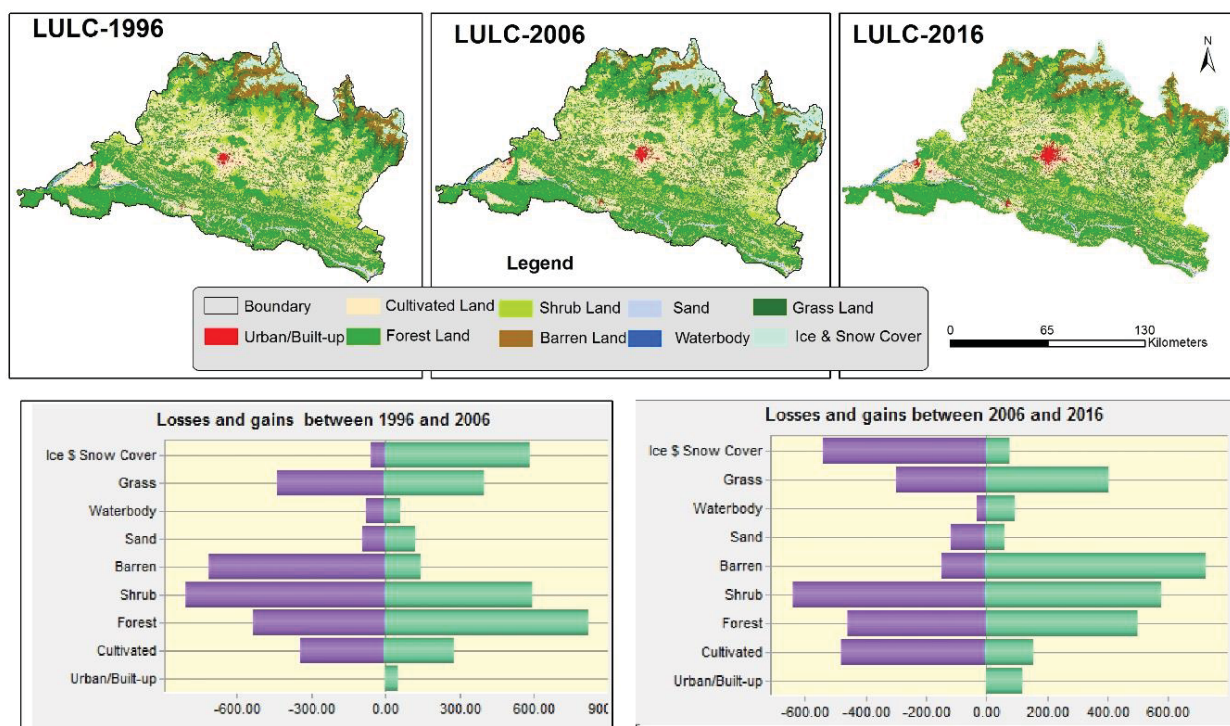 LULC-1996
LULC-2006
LULC-2016
N
Legend
Boundary
Cultivated Land
Shrub Land
Sand
Grass Land
Urban/Built-up
Forest Land
Barren Land
Waterbody
Ice & Snow Cover
0 65 130
Kilometers
Losses and gains between 1996 and 2006
Ice $ Snow Cover
Grass
Waterbody
Sand
Barren
Shrub
Forest
Cultivated
Urban/Built-up
-600.00 -300.00 0.00 300.00 600.00 900
Losses and gains between 2006 and 2016
Ice $ Snow Cover
Grass
Waterbody
Sand
Barren
Shrub
Forest
Cultivated
Urban/Built-up
-600.00 -400.00 -200.00 0.00 200.00 400.00 600.00